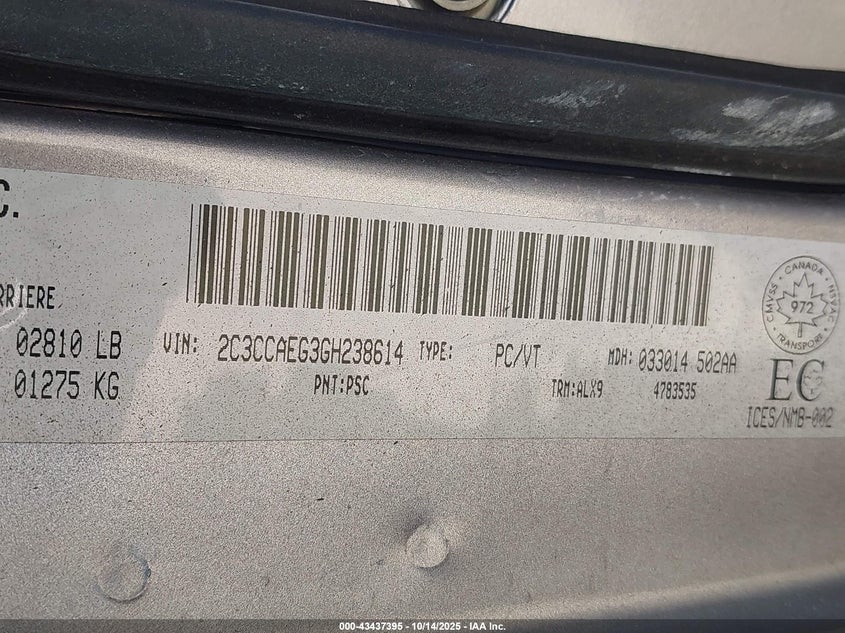 C.
RRIERE
02810 LB
01275 KG
VIN: 2C3CCAEG3GH238614 TYPE: PC/VT MDH: 033014 502AA
PNT:PSC TRM:ALX9 4783535
CANADA
CMVSS NSVAC
972
TRANSPORT
EC
ICES/NMB-002
000-43437395 - 10/14/2025 - IAA Inc.